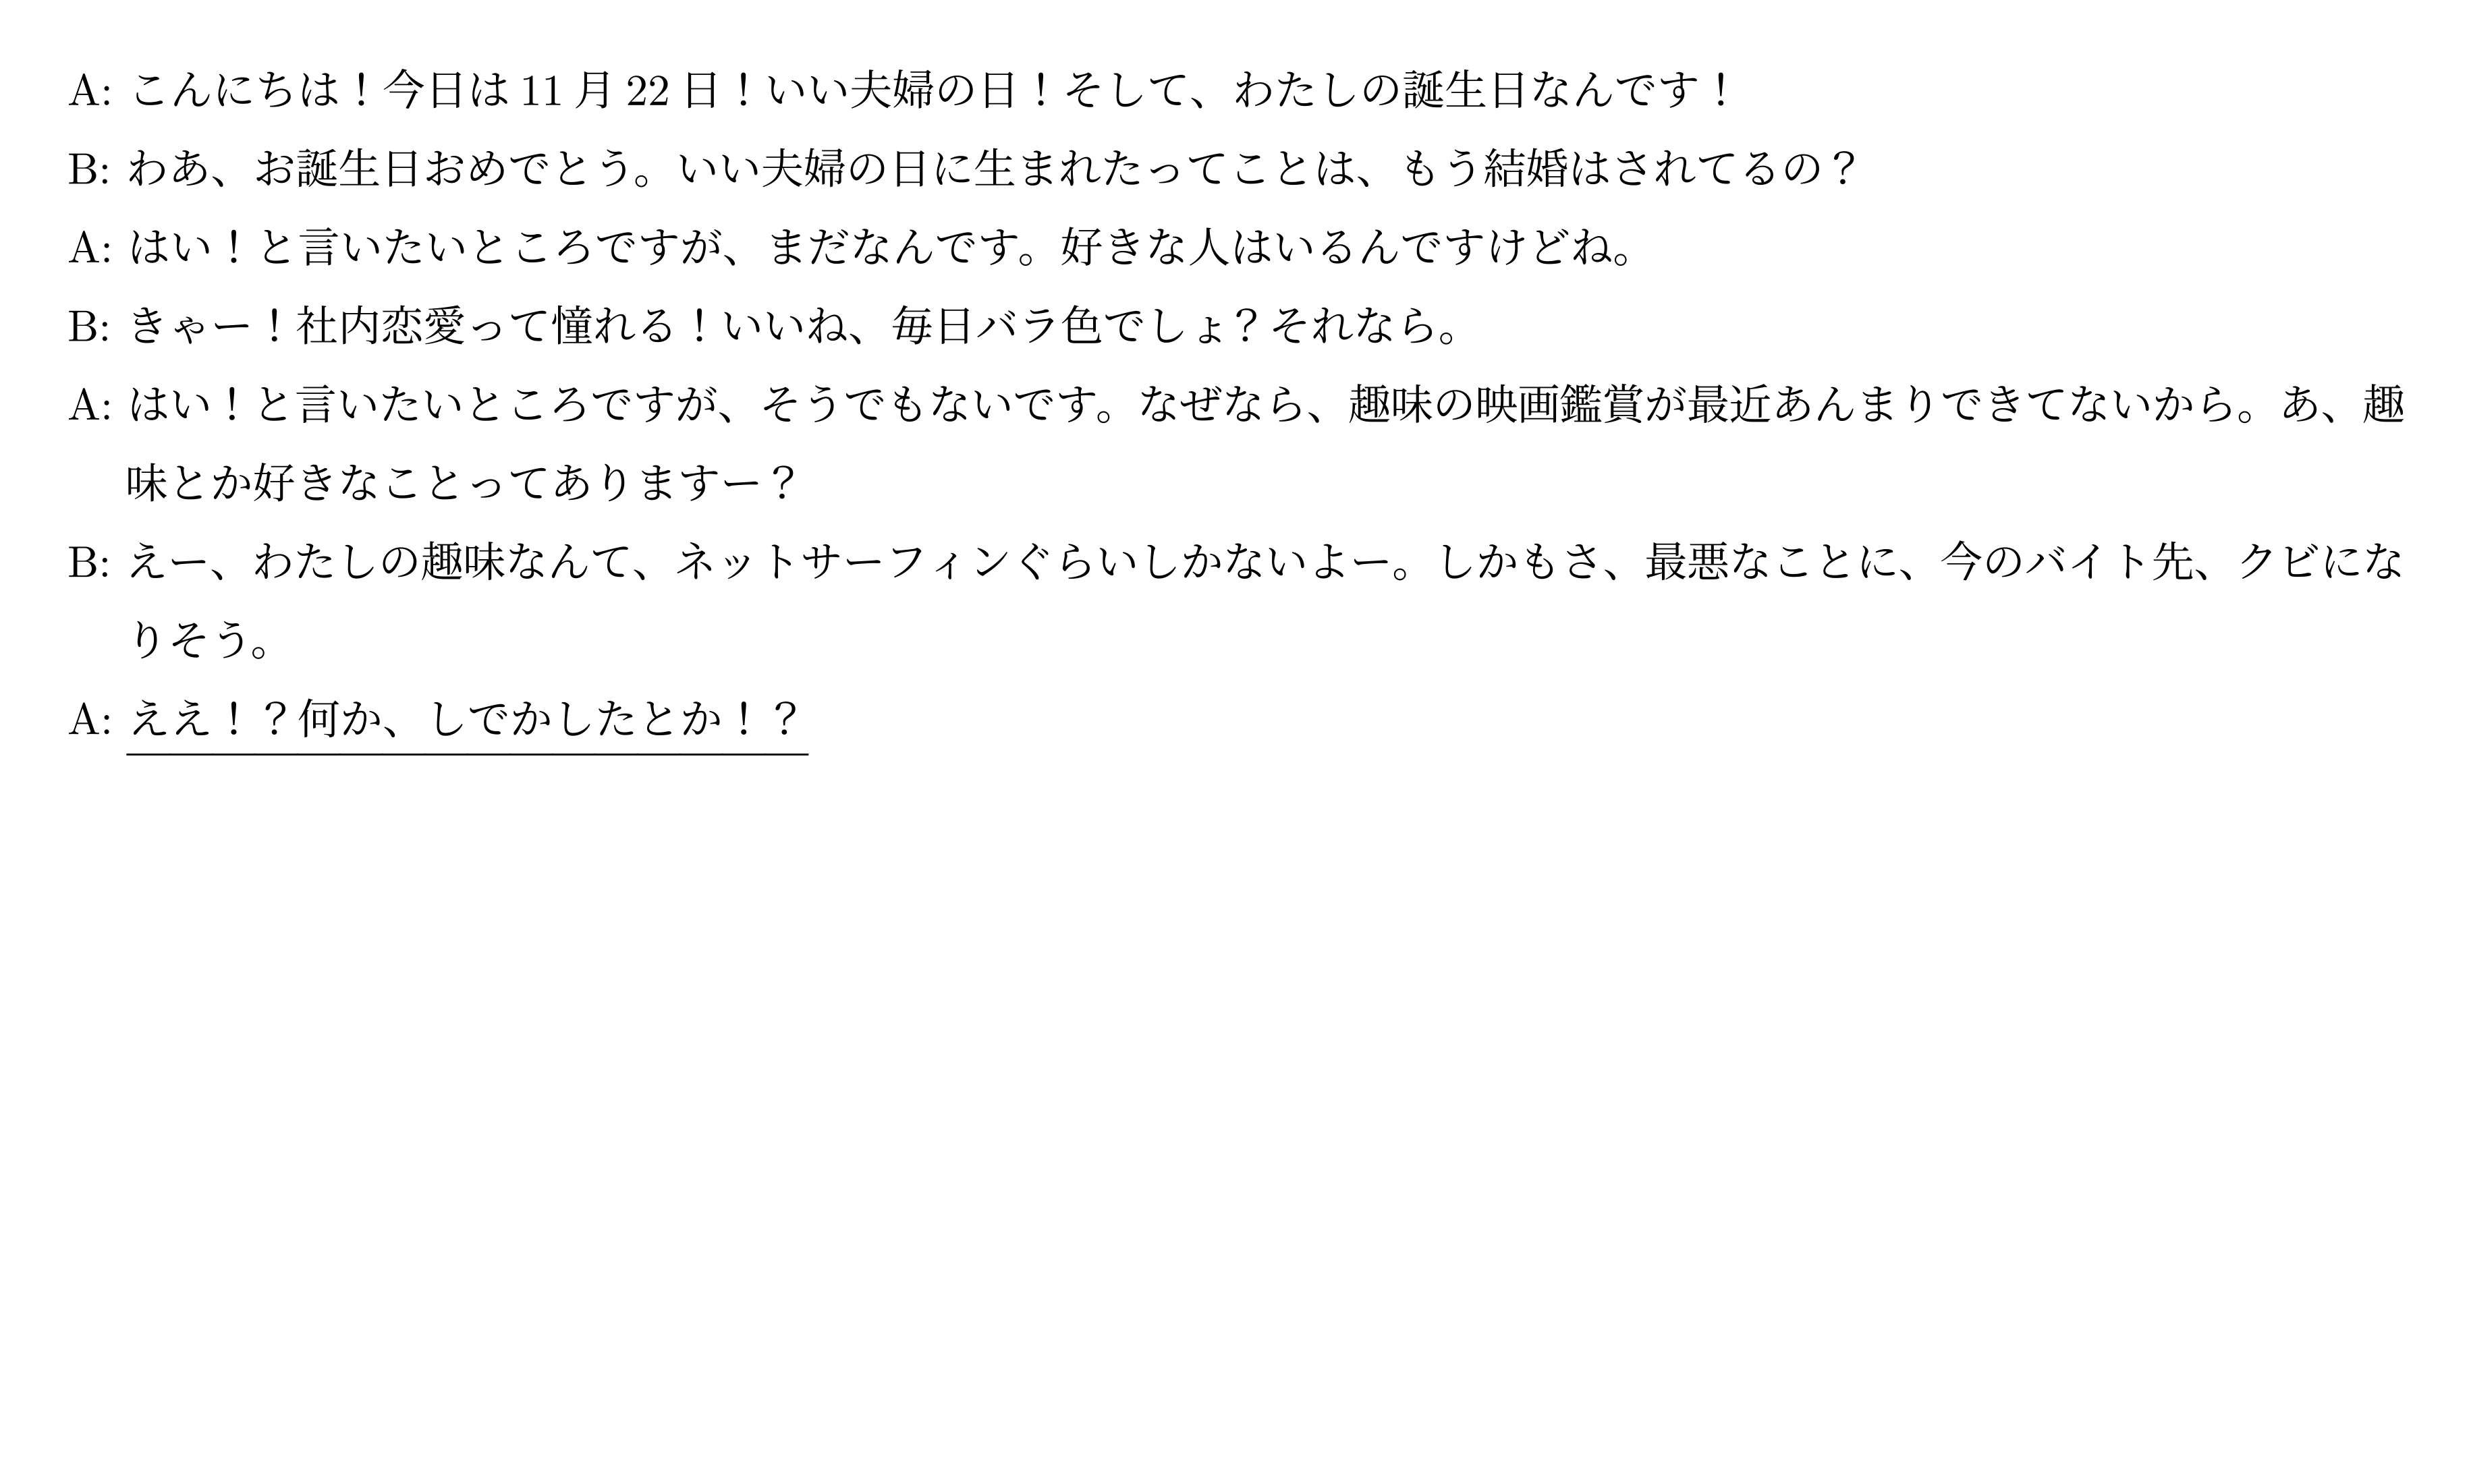 A: こんにちは！今日は 11 月 22 日！いい夫婦の日！そして、わたしの誕生日なんです！
B: わあ、お誕生日おめでとう。いい夫婦の日に生まれたってことは、もう結婚はされてるの？
A: はい！と言いたいところですが、まだなんです。好きな人はいるんですけどね。
B: きゃー！社内恋愛って憧れる！いいね、毎日バラ色でしょ？それなら。
A: はい！と言いたいところですが、そうでもないです。なぜなら、趣味の映画鑑賞が最近あんまりできてないから。あ、趣
味とか好きなことってありますー？
B: えー、わたしの趣味なんて、ネットサーフィンぐらいしかないよー。しかもさ、最悪なことに、今のバイト先、クビにな
りそう。
A: ええ！？何か、しでかしたとか！？